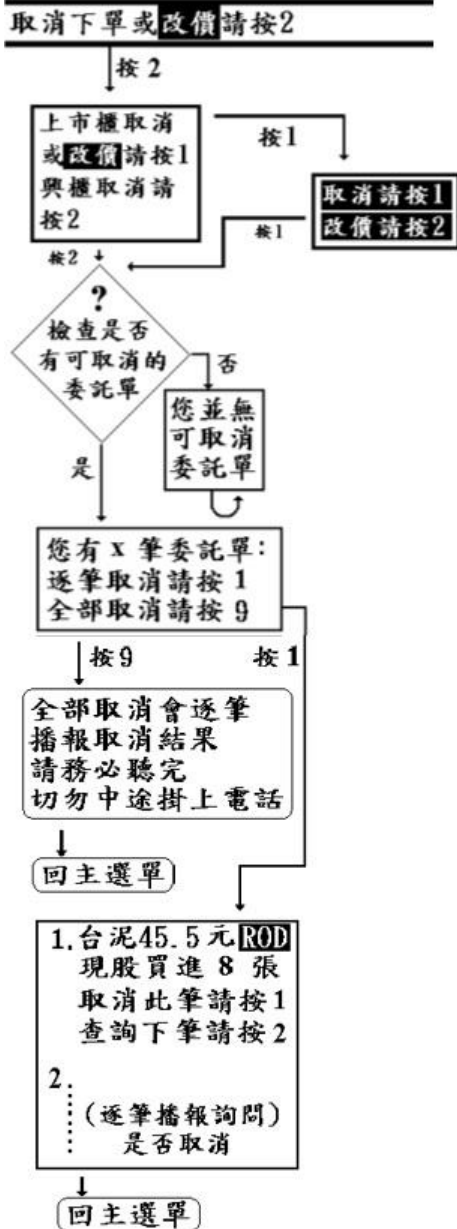 取消下單或改價請按2
按2
上市櫃取消
或改價請按1
興櫃取消請
按2
按1
取消請按1
改價請按2
按1
按2
?
檢查是否
有可取消的
委託單
否
您並無
可取消
委託單
是
您有 x 筆委託單:
逐筆取消請按 1
全部取消請按 9
按9
按1
全部取消會逐筆
播報取消結果
請務必聽完
切勿中途掛上電話
回主選單
1.台泥45.5元ROD
現股買進 8 張
取消此筆請按1
查詢下筆請按2
2.
(逐筆播報詢問)
是否取消
回主選單